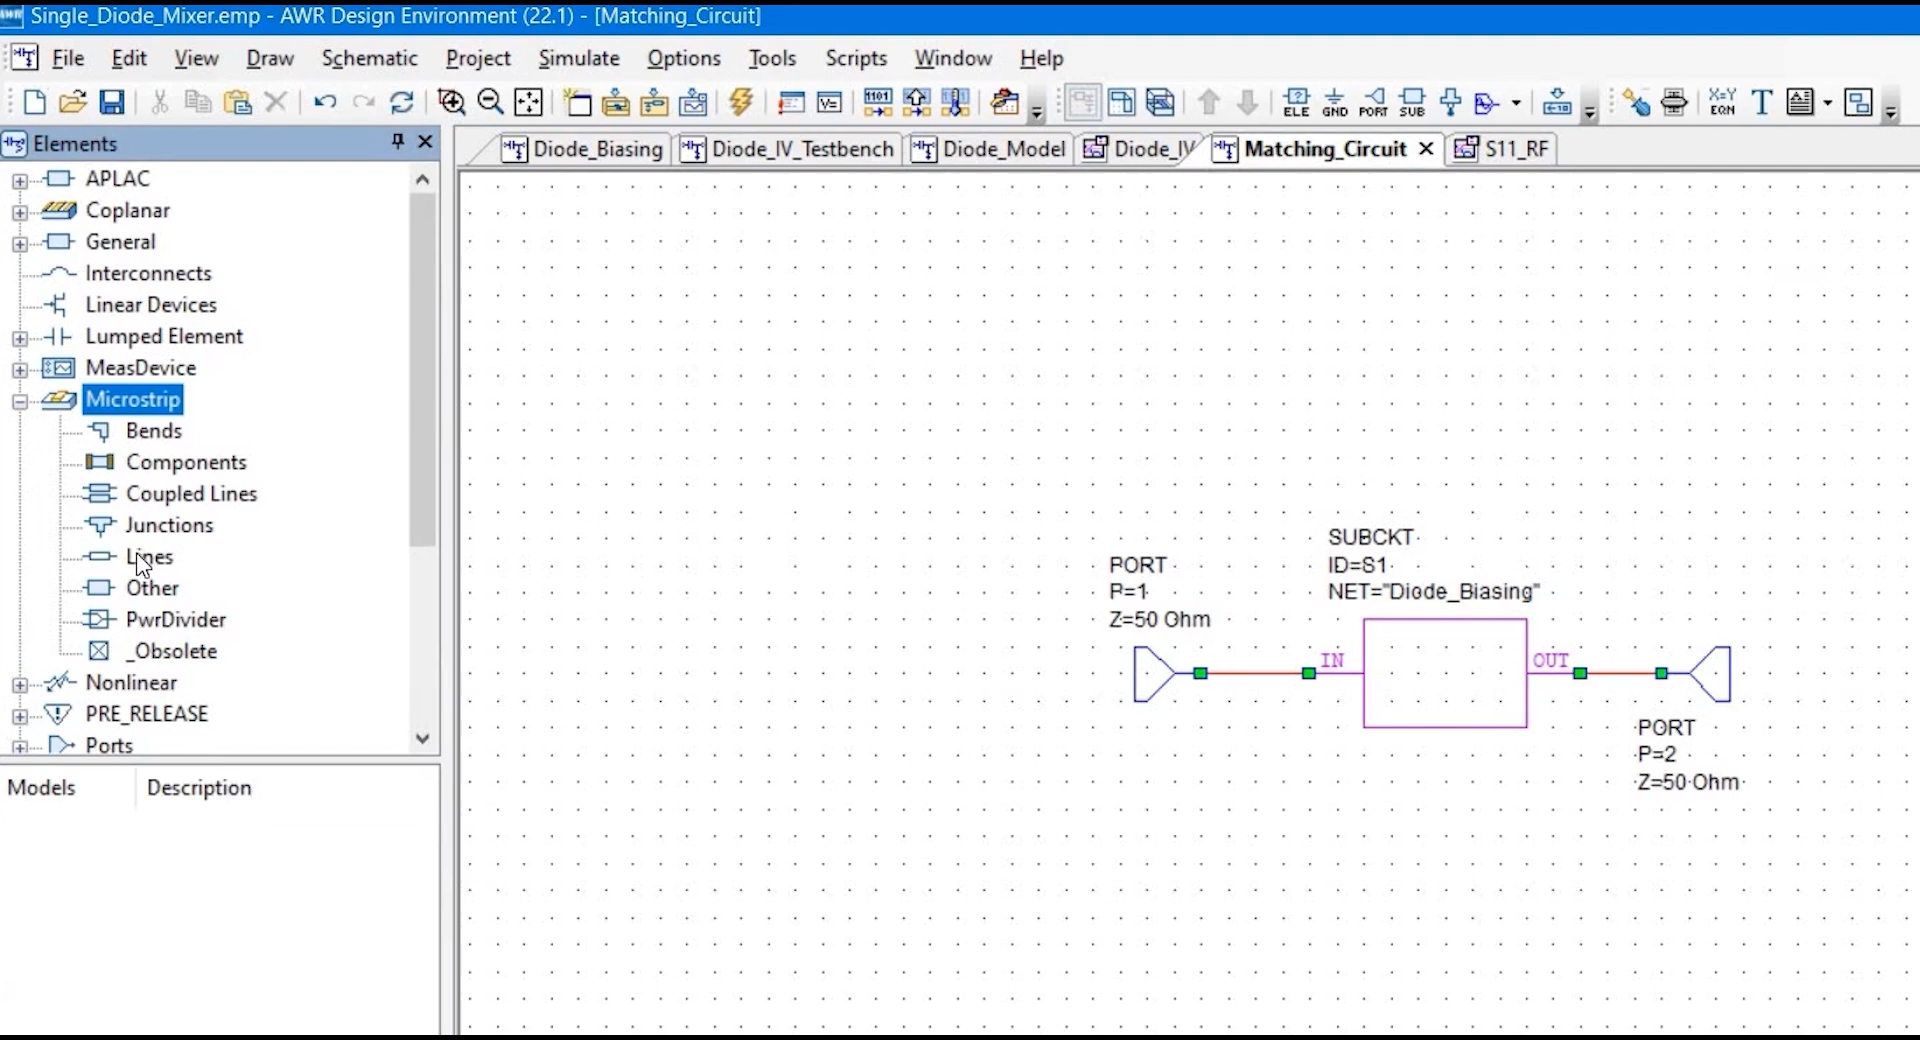 Single_Diode_Mixer.emp - AWR Design Environment (22.1) - [Matching_Circuit]
File Edit View Draw Schematic Project Simulate Options Tools Scripts Window Help
ELE GND PORT SUB X=Y EQN T
Elements
Diode_Biasing Diode_IV_Testbench Diode_Model Diode_IV Matching_Circuit S11_RF
APLAC
Coplanar
General
Interconnects
Linear Devices
Lumped Element
MeasDevice
Microstrip
Bends
Components
Coupled Lines
Junctions
Lines
Other
PwrDivider
_Obsolete
Nonlinear
PRE_RELEASE
Ports
Models Description
PORT
P=1
Z=50 Ohm
SUBCKT
ID=S1
NET="Diode_Biasing"
IN
OUT
PORT
P=2
Z=50 Ohm